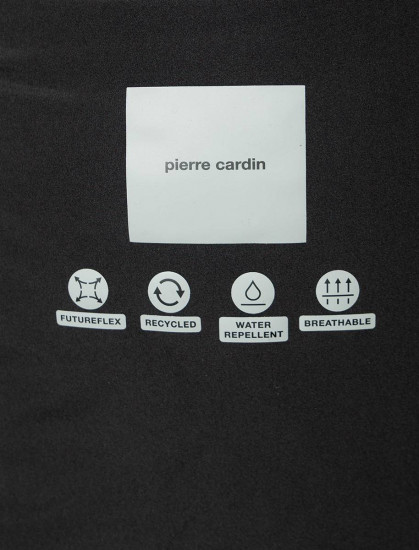 pierre cardin
FUTUREFLEX
RECYCLED
WATER
REPELLENT
BREATHABLE